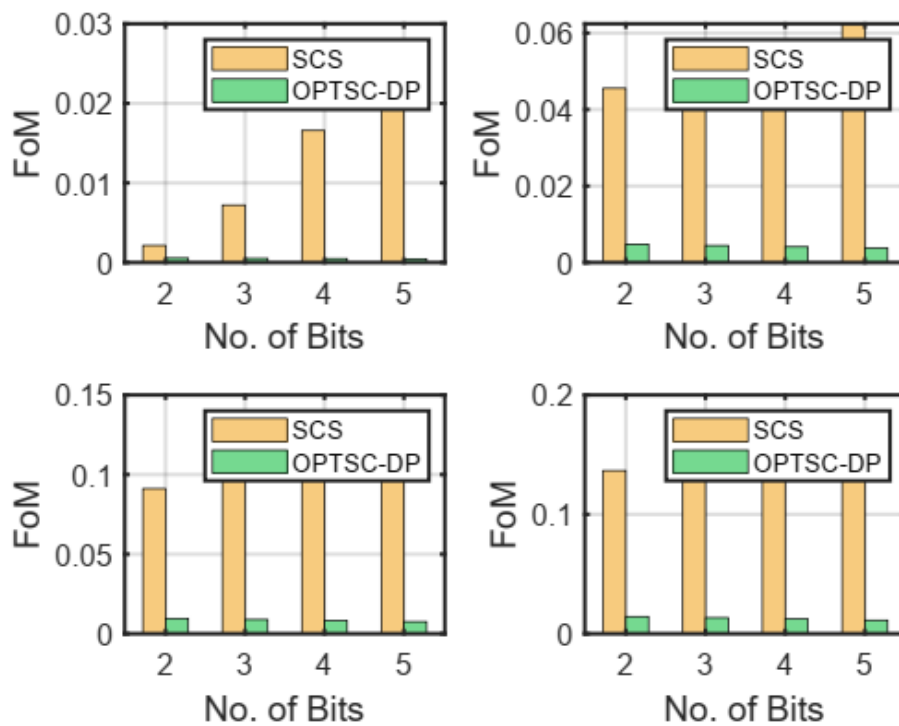 0.03
0.02
0.01
0
FoM
SCS
OPTSC-DP
2 3 4 5
No. of Bits
0.06
0.04
0.02
0
FoM
SCS
OPTSC-DP
2 3 4 5
No. of Bits
0.15
0.1
0.05
0
FoM
SCS
OPTSC-DP
2 3 4 5
No. of Bits
0.2
0.1
0
FoM
SCS
OPTSC-DP
2 3 4 5
No. of Bits